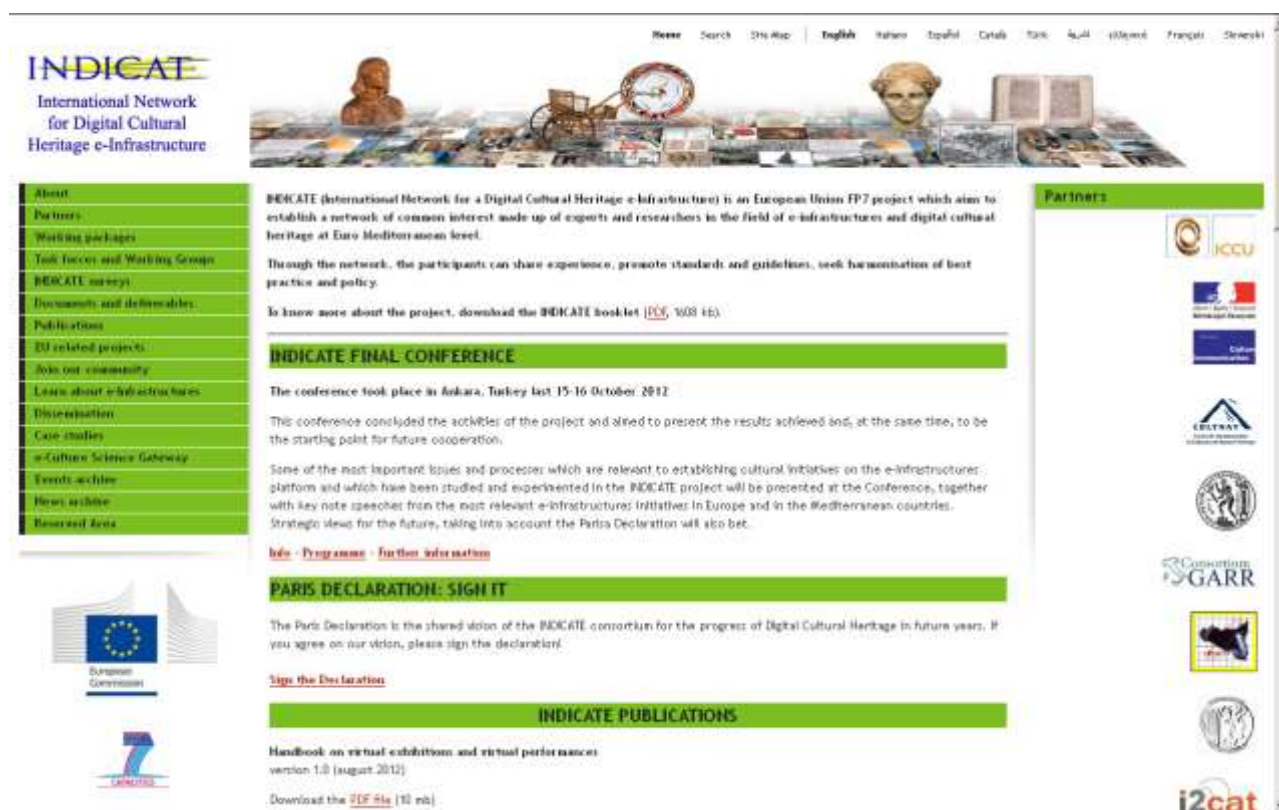 Home Search Site Map English Italiano Español Català Türk العربية Français Slovenski
INDICATE
International Network
for Digital Cultural
Heritage e-Infrastructure
About
Partners
Working packages
Task forces and Working Groups
INDICATE surveys
Documents and deliverables
Publications
EU related projects
Join our community
Learn about e-Infrastructures
Dissemination
Case studies
e-Culture Science Gateway
Events archive
News archive
Reserved Area
European
Commission
7
CAPACITIES
INDICATE (International Network for a Digital Cultural Heritage e-Infrastructure) is an European Union FP7 project which aims to
establish a network of common interest made up of experts and researchers in the field of e-infrastructures and digital cultural
heritage at Euro Mediterranean level.
Through the network, the participants can share experience, promote standards and guidelines, seek harmonisation of best
practice and policy.
To know more about the project, download the INDICATE booklet (PDF, 1608 kb).
INDICATE FINAL CONFERENCE
The conference took place in Ankara, Turkey last 15-16 October 2012
This conference concluded the activities of the project and aimed to present the results achieved and, at the same time, to be
the starting point for future cooperation.
Some of the most important issues and processes which are relevant to establishing cultural initiatives on the e-infrastructures
platform and which have been studied and experimented in the INDICATE project will be presented at the Conference, together
with key note speeches from the most relevant e-infrastructures initiatives in Europe and in the Mediterranean countries.
Strategic views for the future, taking into account the Parisa Declaration will also bet.
Info - Programme - Further information
PARIS DECLARATION: SIGN IT
The Paris Declaration is the shared vision of the INDICATE consortium for the progress of Digital Cultural Heritage in future years. If
you agree on our vision, please sign the declaration!
Sign the Declaration
INDICATE PUBLICATIONS
Handbook on virtual exhibitions and virtual performances
version 1.0 (august 2012)
Download the PDF file (10 mb)
Partners
ICCU
CULTNAT
Consortium
GARR
i2cat